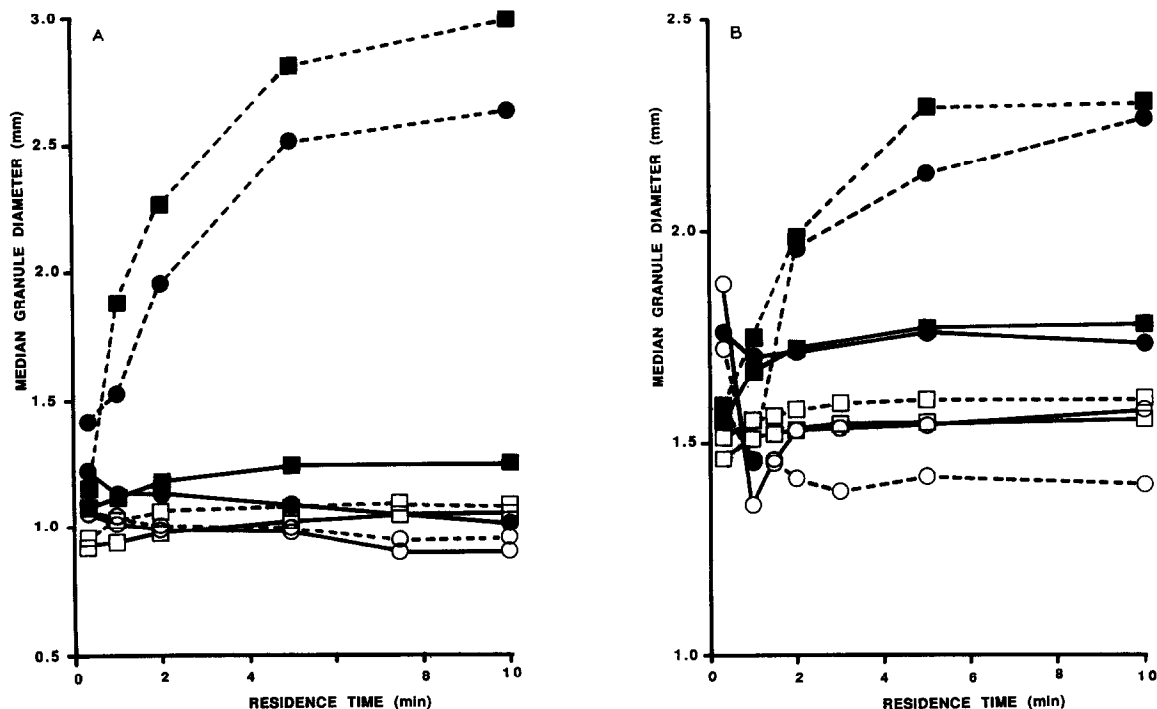 A
MEDIAN GRANULE DIAMETER (mm)
3.0
2.5
2.0
1.5
1.0
0.5
0 2 4 6 8 10
RESIDENCE TIME (min)
B
MEDIAN GRANULE DIAMETER (mm)
2.5
2.0
1.5
1.0
0 2 4 6 8 10
RESIDENCE TIME (min)